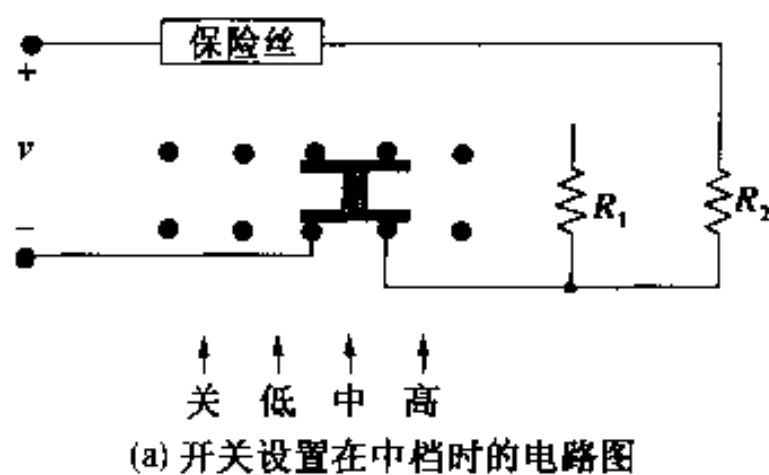 保险丝
+
v
−
R₁
R₂
关 低 中 高
(a) 开关设置在中档时的电路图